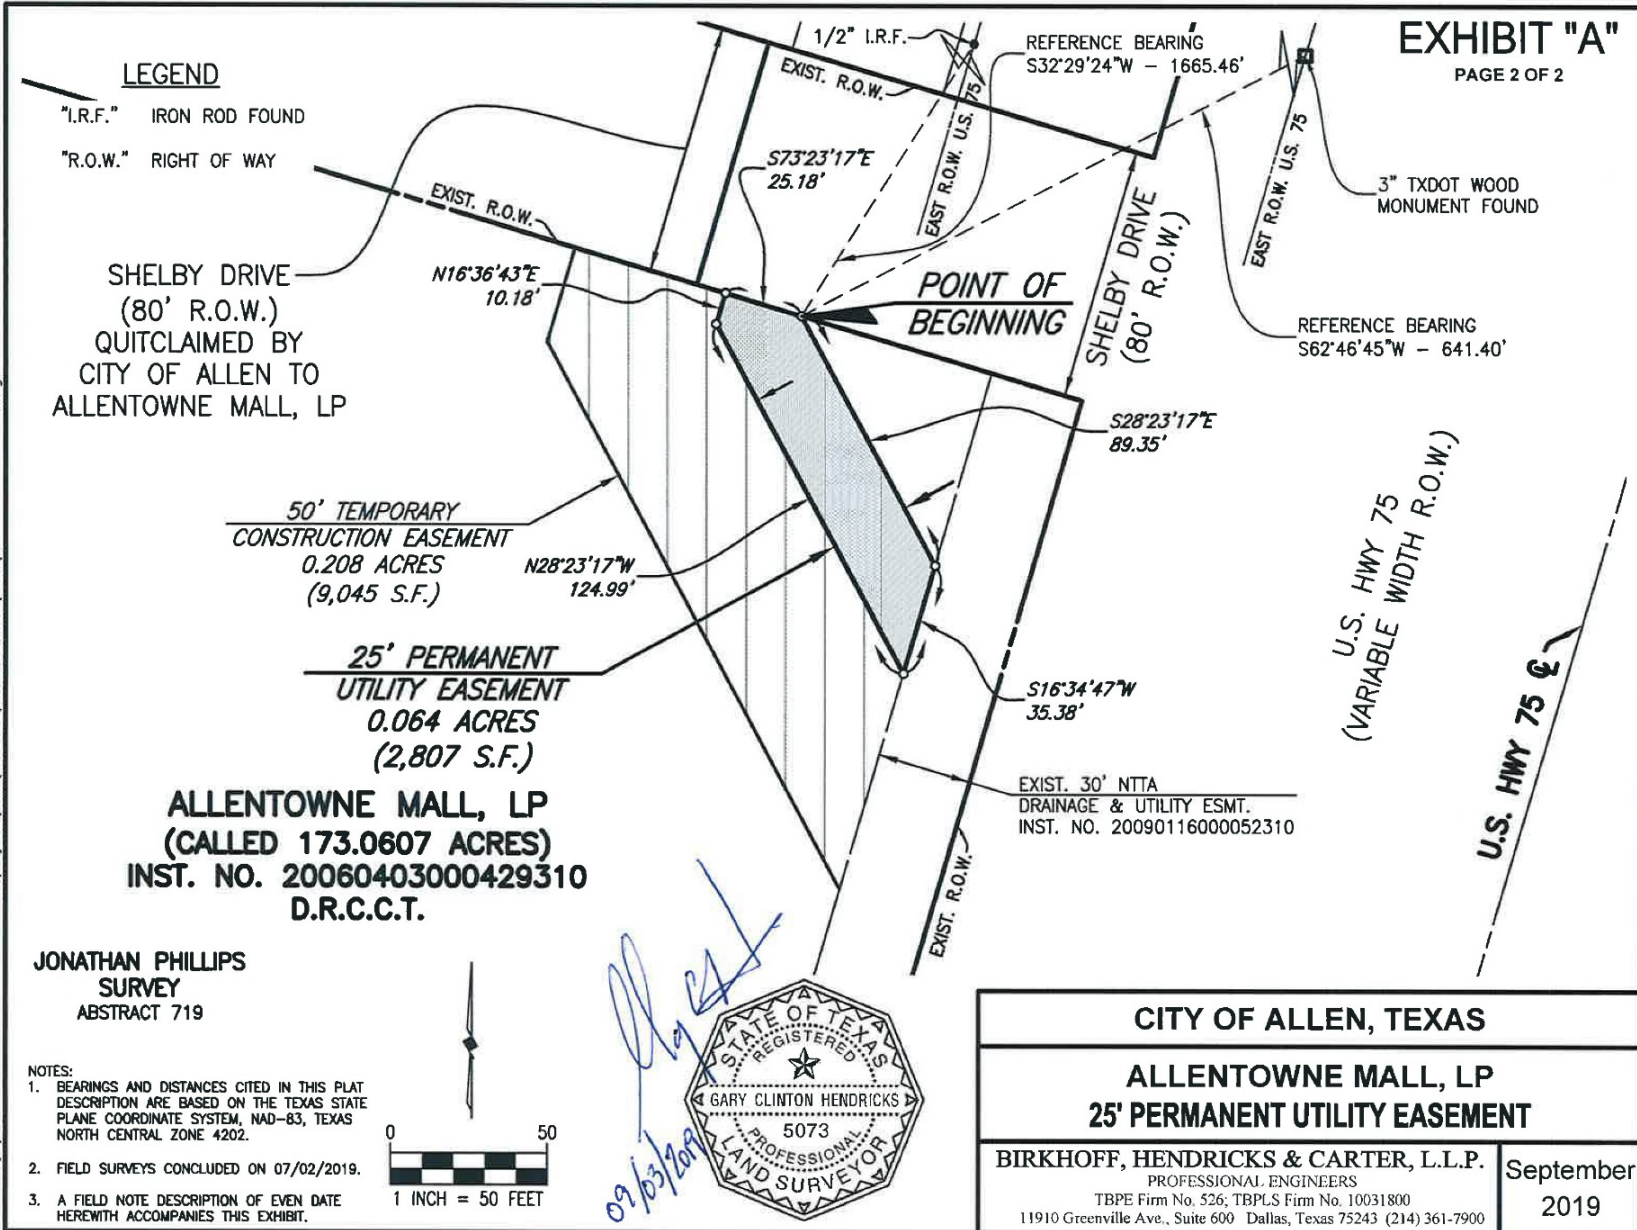 EXHIBIT "A"
PAGE 2 OF 2
LEGEND
"I.R.F." IRON ROD FOUND
"R.O.W." RIGHT OF WAY
1/2" I.R.F.
EXIST. R.O.W.
REFERENCE BEARING
S32°29'24"W - 1665.46'
EAST R.O.W. U.S. 75
EAST R.O.W. U.S. 75
3" TXDOT WOOD
MONUMENT FOUND
S73°23'17"E
25.18'
EXIST. R.O.W.
SHELBY DRIVE
(80' R.O.W.)
QUITCLAIMED BY
CITY OF ALLEN TO
ALLENTOWNE MALL, LP
N16°36'43"E
10.18'
POINT OF
BEGINNING
SHELBY DRIVE
(80' R.O.W.)
REFERENCE BEARING
S62°46'45"W - 641.40'
S28°23'17"E
89.35'
50' TEMPORARY
CONSTRUCTION EASEMENT
0.208 ACRES
(9,045 S.F.)
N28°23'17"W
124.99'
U.S. HWY 75
(VARIABLE WIDTH R.O.W.)
25' PERMANENT
UTILITY EASEMENT
0.064 ACRES
(2,807 S.F.)
S16°34'47"W
35.38'
U.S. HWY 75 ℄
ALLENTOWNE MALL, LP
(CALLED 173.0607 ACRES)
INST. NO. 20060403000429310
D.R.C.C.T.
EXIST. 30' NTTA
DRAINAGE & UTILITY ESMT.
INST. NO. 20090116000052310
EXIST. R.O.W.
JONATHAN PHILLIPS
SURVEY
ABSTRACT 719
NOTES:
1. BEARINGS AND DISTANCES CITED IN THIS PLAT
DESCRIPTION ARE BASED ON THE TEXAS STATE
PLANE COORDINATE SYSTEM, NAD-83, TEXAS
NORTH CENTRAL ZONE 4202.
2. FIELD SURVEYS CONCLUDED ON 07/02/2019.
3. A FIELD NOTE DESCRIPTION OF EVEN DATE
HEREWITH ACCOMPANIES THIS EXHIBIT.
0 50
1 INCH = 50 FEET
09/03/2019
STATE OF TEXAS
REGISTERED
GARY CLINTON HENDRICKS
5073
PROFESSIONAL
LAND SURVEYOR
CITY OF ALLEN, TEXAS
ALLENTOWNE MALL, LP
25' PERMANENT UTILITY EASEMENT
BIRKHOFF, HENDRICKS & CARTER, L.L.P.
PROFESSIONAL ENGINEERS
TBPE Firm No. 526; TBPLS Firm No. 10031800
11910 Greenville Ave., Suite 600 Dallas, Texas 75243 (214) 361-7900
September
2019